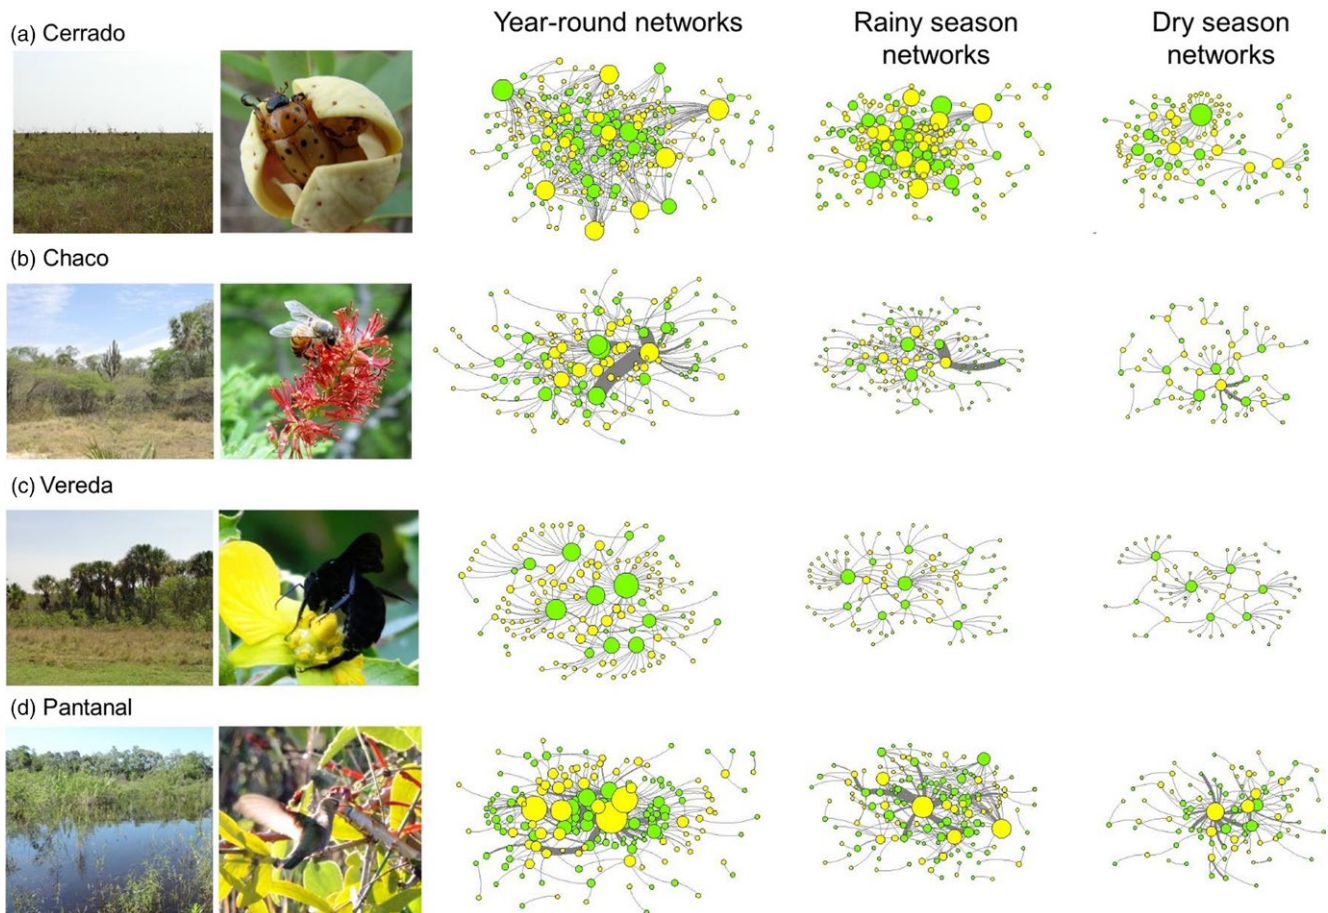 (a) Cerrado
Year-round networks
Rainy season
networks
Dry season
networks
(b) Chaco
(c) Vereda
(d) Pantanal